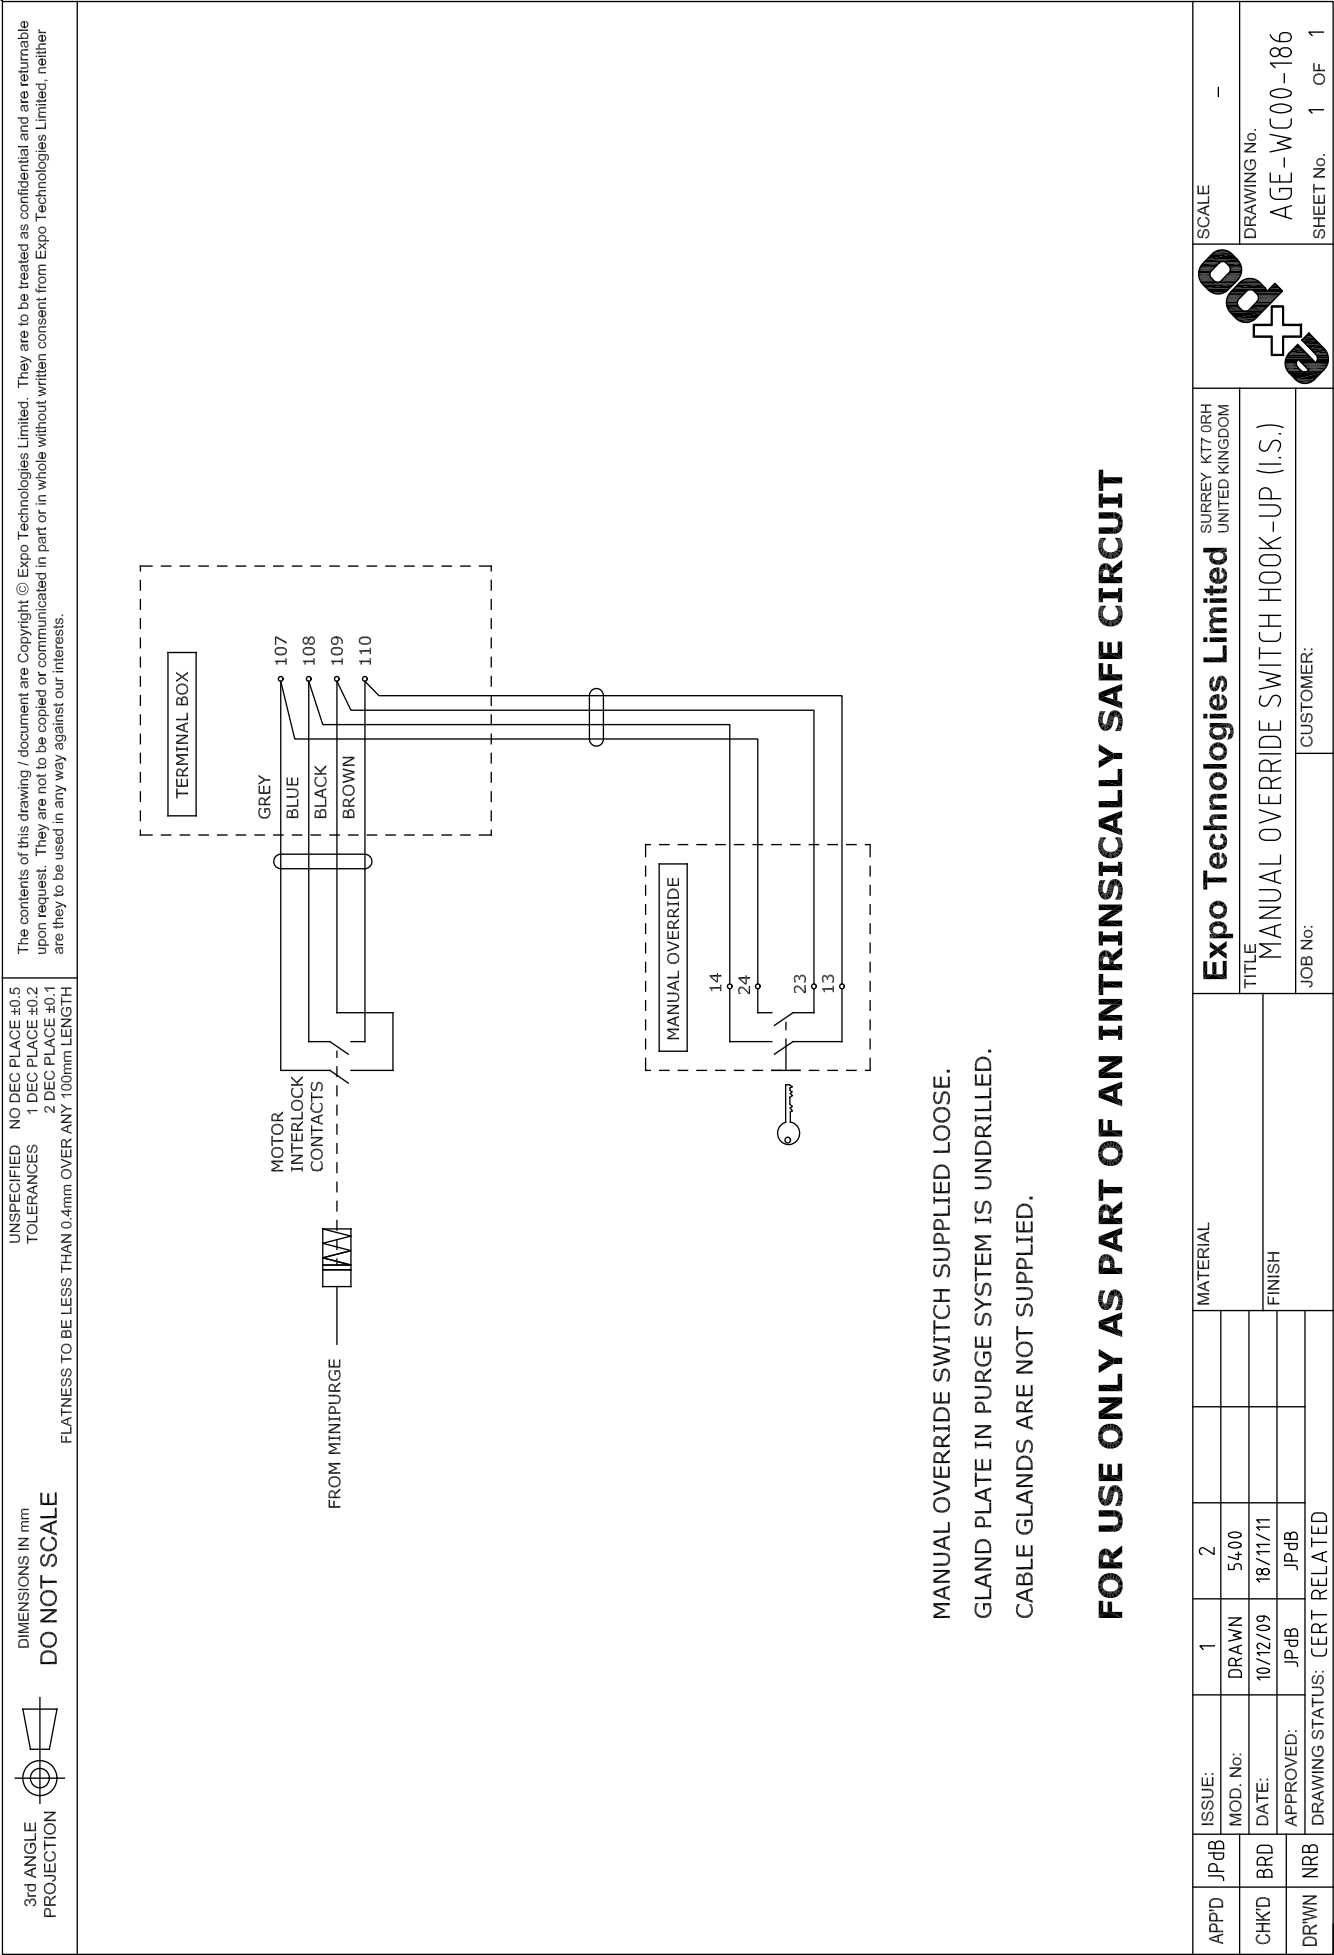 3rd ANGLE
PROJECTION
DIMENSIONS IN mm
DO NOT SCALE
UNSPECIFIED
TOLERANCES
NO DEC PLACE ±0.5
1 DEC PLACE ±0.2
2 DEC PLACE ±0.1
FLATNESS TO BE LESS THAN 0.4mm OVER ANY 100mm LENGTH
The contents of this drawing / document are Copyright © Expo Technologies Limited. They are to be treated as confidential and are returnable
upon request. They are not to be copied or communicated in part or in whole without written consent from Expo Technologies Limited, neither
are they to be used in any way against our interests.
TERMINAL BOX
GREY
BLUE
BLACK
BROWN
107
108
109
110
MOTOR
INTERLOCK
CONTACTS
FROM MINIPURGE
MANUAL OVERRIDE
14
24
23
13
MANUAL OVERRIDE SWITCH SUPPLIED LOOSE.
GLAND PLATE IN PURGE SYSTEM IS UNDRILLED.
CABLE GLANDS ARE NOT SUPPLIED.
FOR USE ONLY AS PART OF AN INTRINSICALLY SAFE CIRCUIT
APP'D JPdB
CHK'D BRD
DR'WN NRB
ISSUE: 1 2
MOD. No: DRAWN 5400
DATE: 10/12/09 18/11/11
APPROVED: JPdB JPdB
DRAWING STATUS: CERT RELATED
MATERIAL
FINISH
Expo Technologies Limited
SURREY KT7 0RH
UNITED KINGDOM
TITLE
MANUAL OVERRIDE SWITCH HOOK-UP (I.S.)
JOB No:
CUSTOMER:
e+po
SCALE
-
DRAWING No.
AGE-WC00-186
SHEET No. 1 OF 1